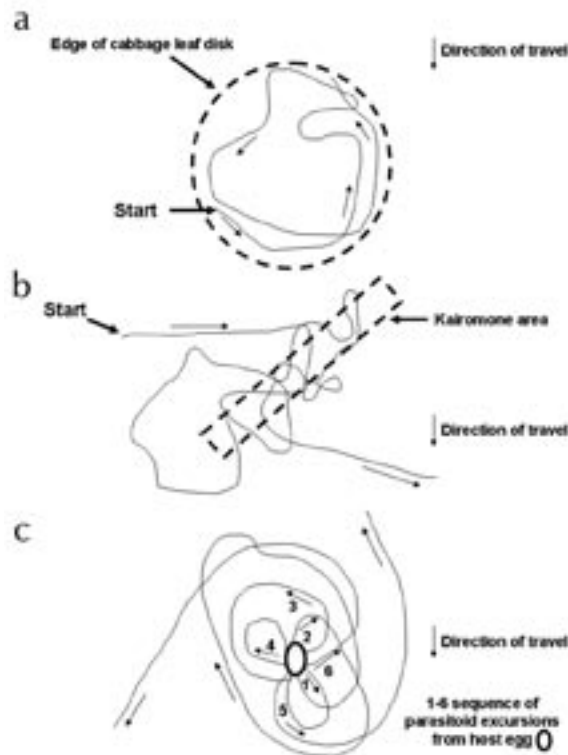 a
Edge of cabbage leaf disk
Direction of travel
Start
b
Start
Kairomone area
Direction of travel
c
3
2
4
6
1
5
Direction of travel
1-6 sequence of
parasitoid excursions
from host egg